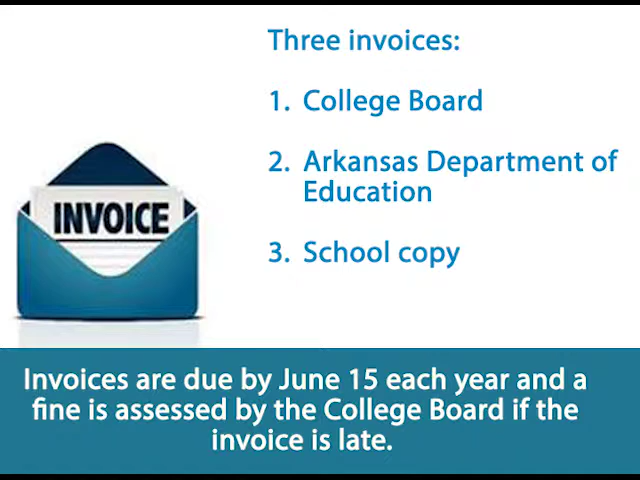 Three invoices:
1. College Board
2. Arkansas Department of
Education
3. School copy
INVOICE
Invoices are due by June 15 each year and a
fine is assessed by the College Board if the
invoice is late.